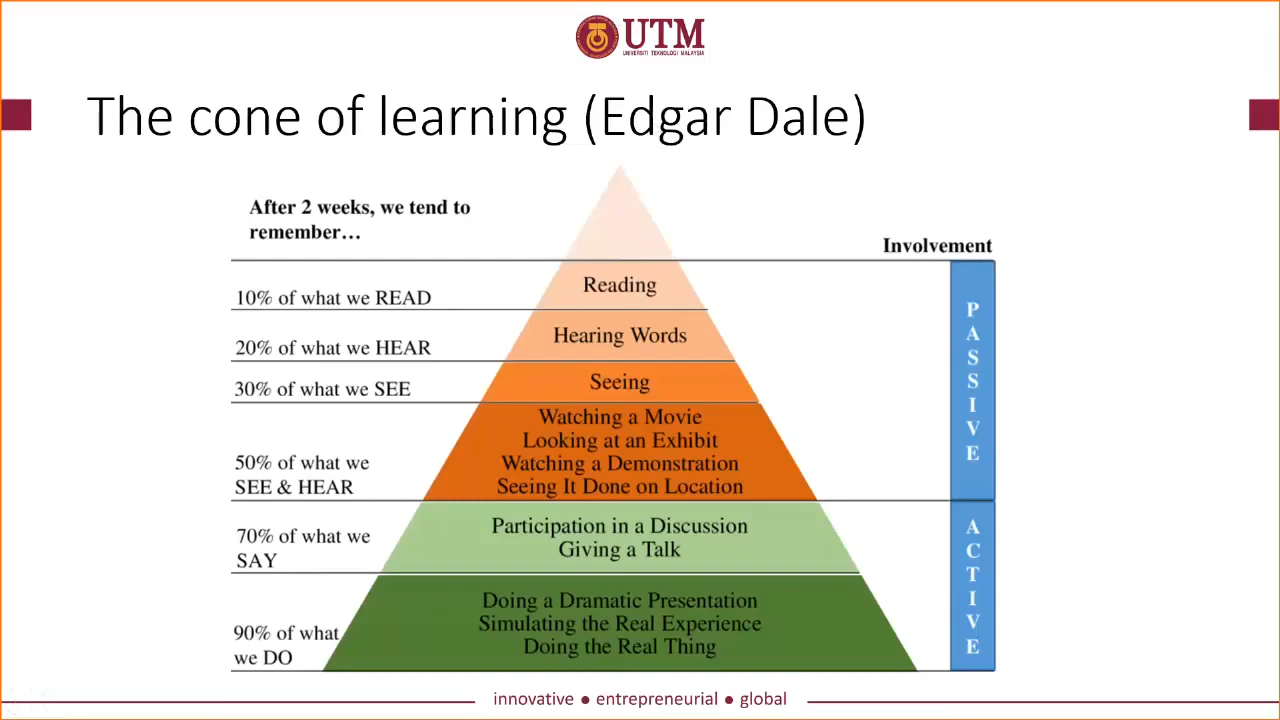 UTM
UNIVERSITI TEKNOLOGI MALAYSIA
The cone of learning (Edgar Dale)
After 2 weeks, we tend to
remember…
Involvement
10% of what we READ
Reading
20% of what we HEAR
Hearing Words
30% of what we SEE
Seeing
50% of what we
SEE & HEAR
Watching a Movie
Looking at an Exhibit
Watching a Demonstration
Seeing It Done on Location
PASSIVE
70% of what we
SAY
Participation in a Discussion
Giving a Talk
90% of what
we DO
Doing a Dramatic Presentation
Simulating the Real Experience
Doing the Real Thing
ACTIVE
innovative ● entrepreneurial ● global